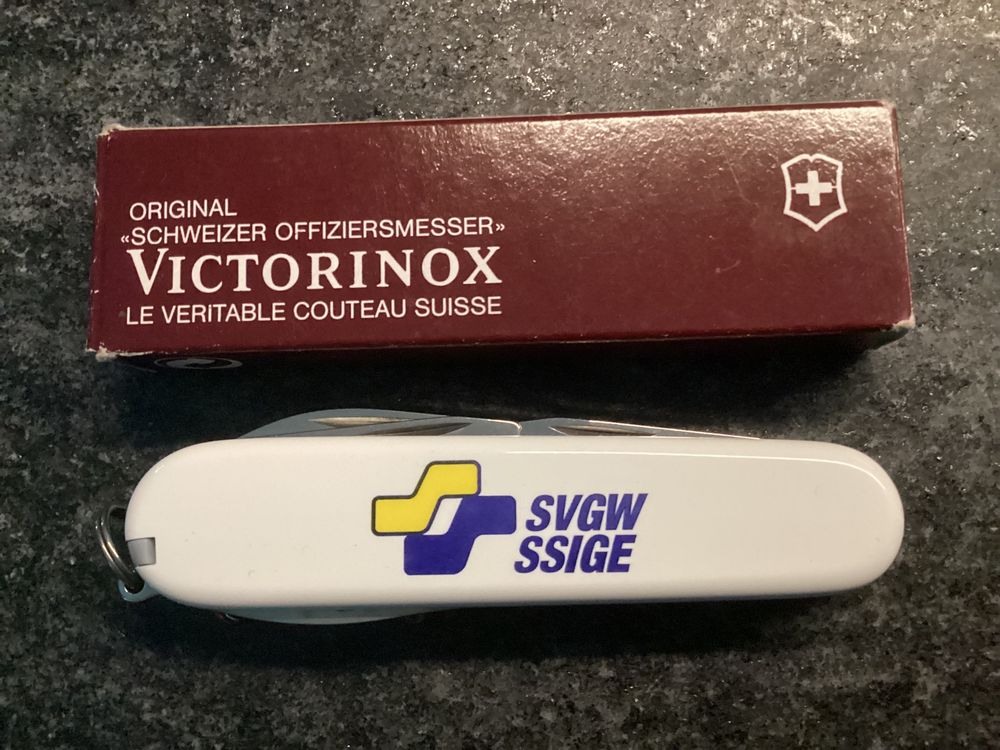 ORIGINAL
«SCHWEIZER OFFIZIERSMESSER»
VICTORINOX
LE VERITABLE COUTEAU SUISSE
SVGW
SSIGE